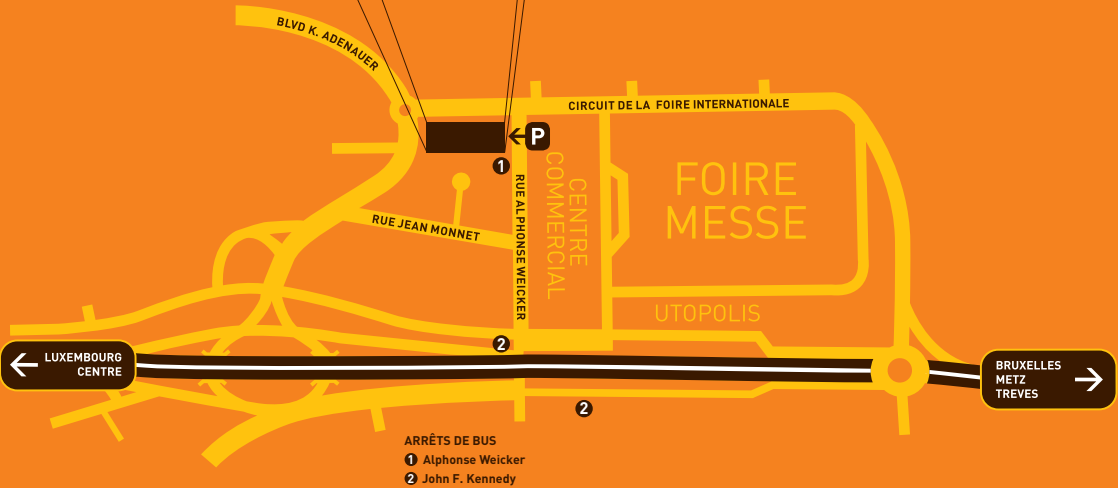 BLVD K. ADENAUER
CIRCUIT DE LA FOIRE INTERNATIONALE
P
1
RUE ALPHONSE WEICKER
CENTRE
COMMERCIAL
FOIRE
MESSE
RUE JEAN MONNET
UTOPOLIS
2
LUXEMBOURG
CENTRE
BRUXELLES
METZ
TREVES
2
ARRÊTS DE BUS
1 Alphonse Weicker
2 John F. Kennedy